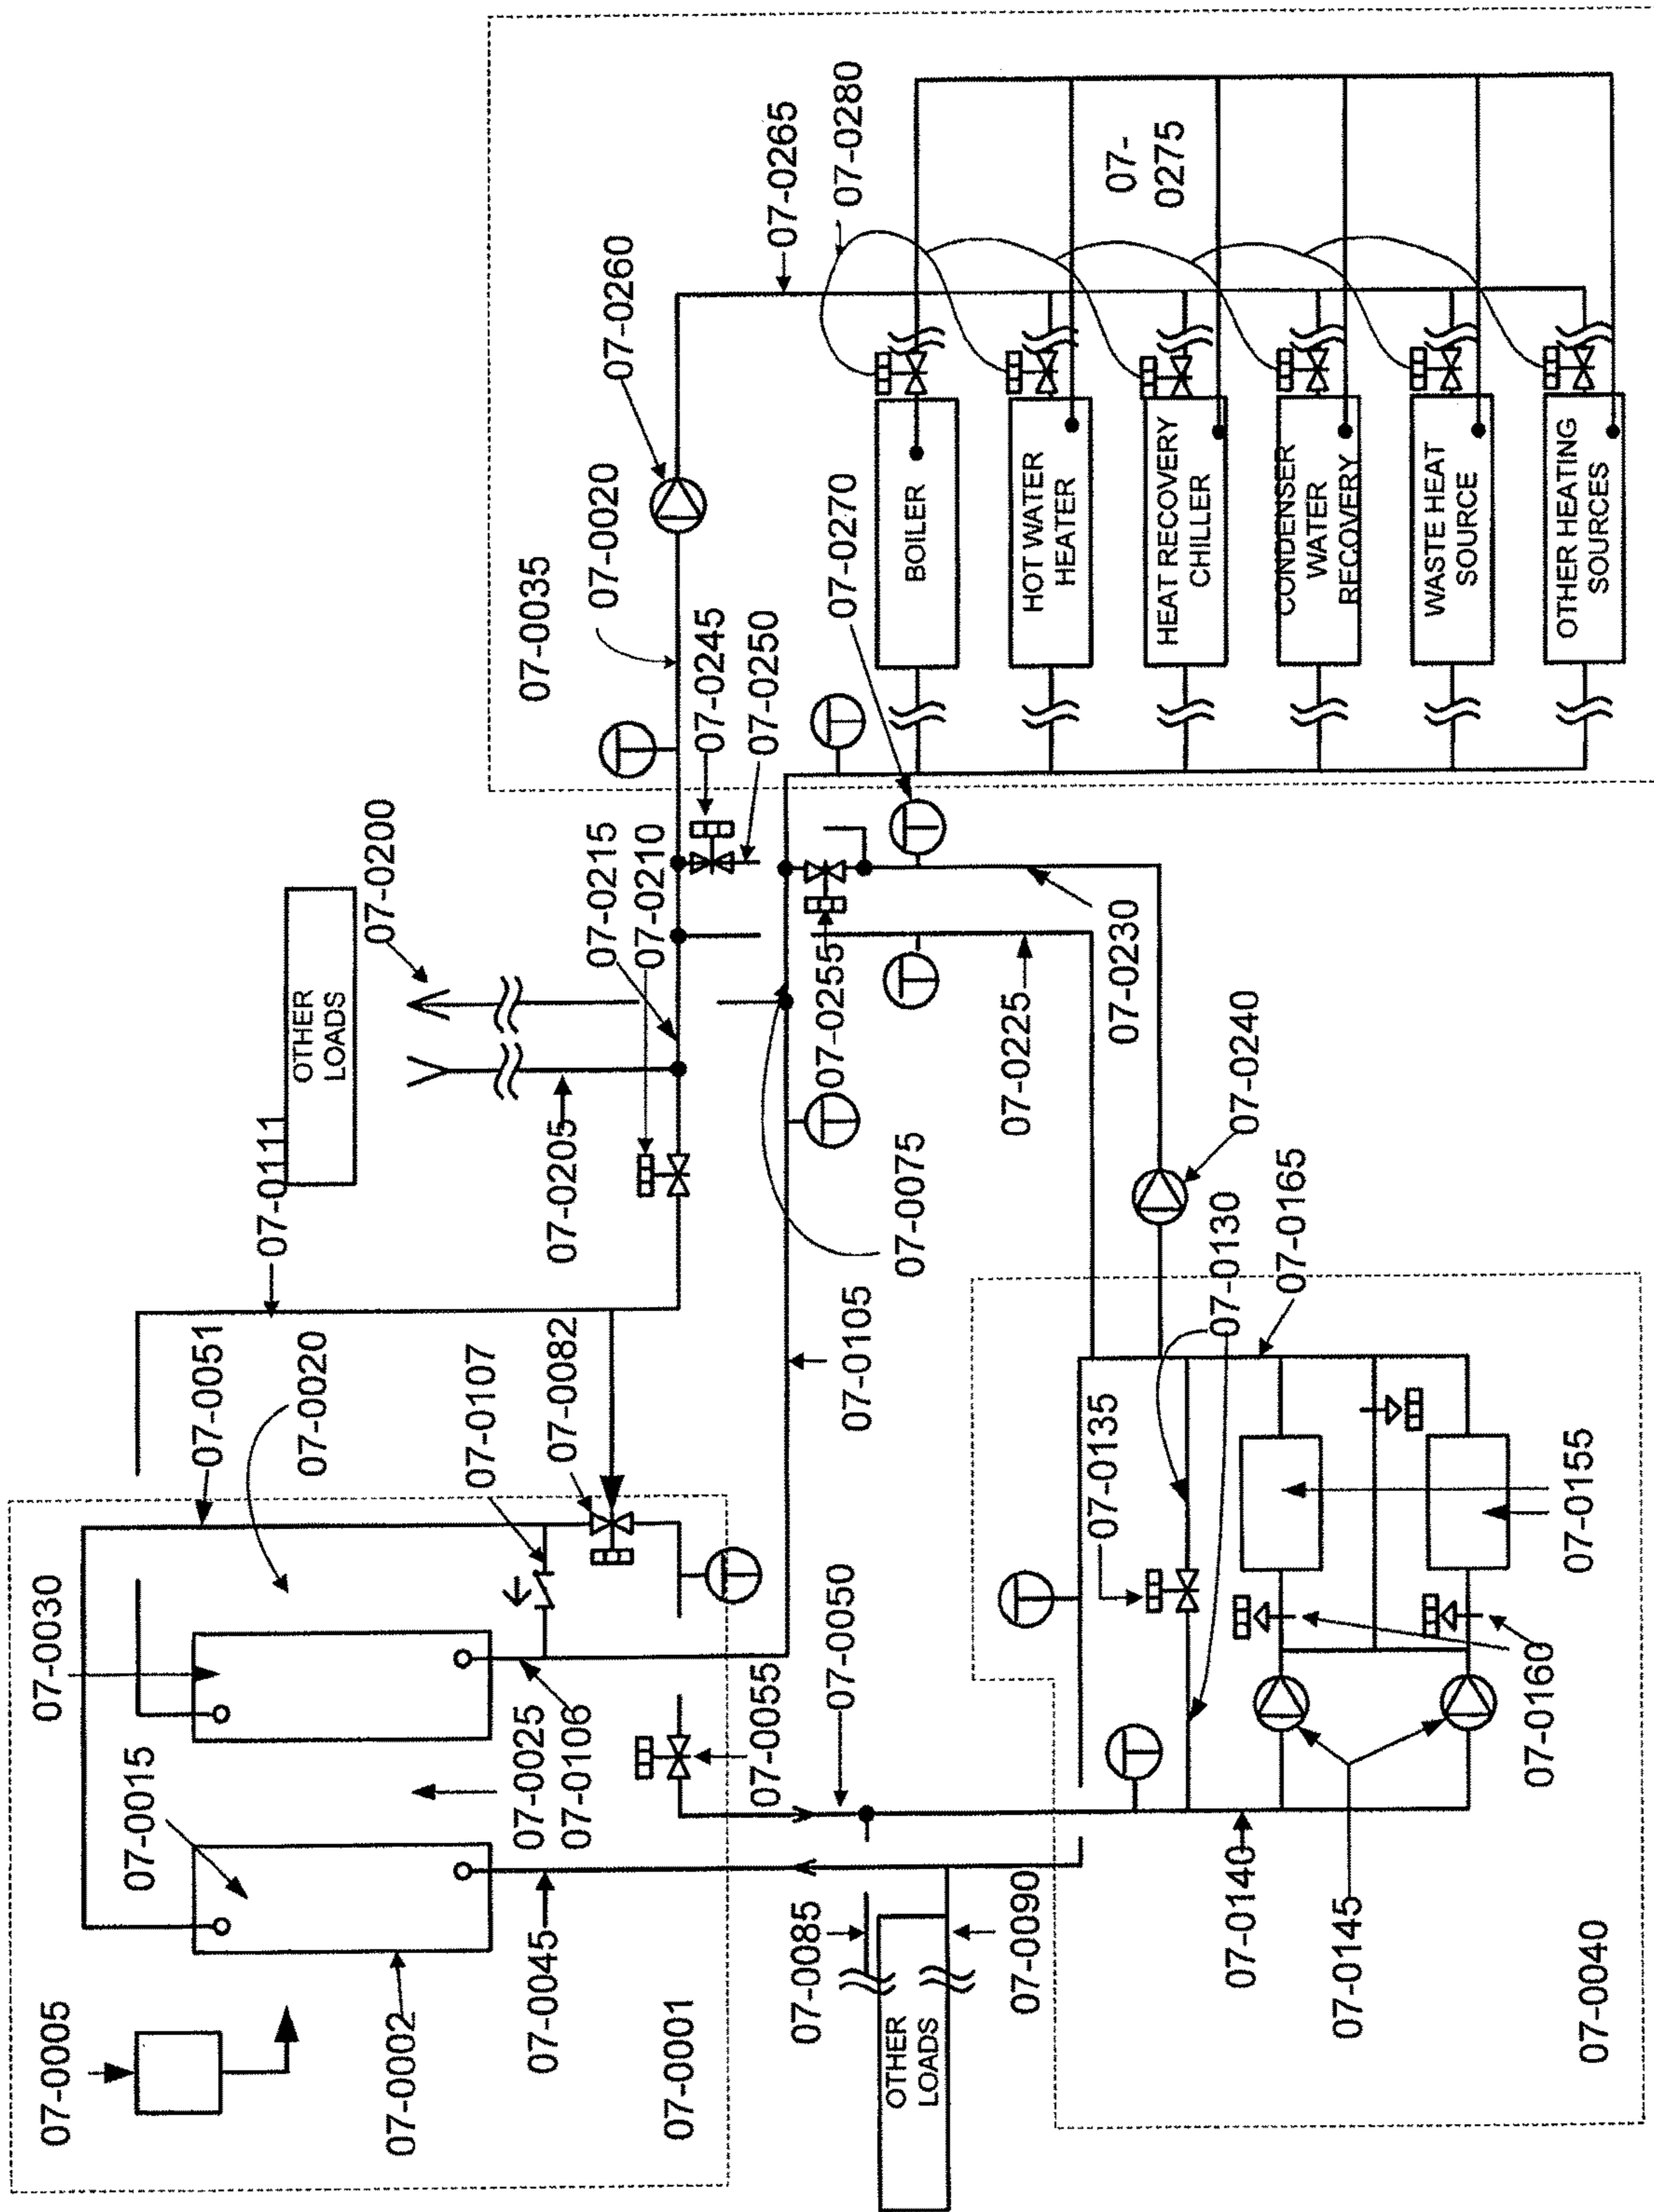 07-0005
07-0030
07-0015
07-0051
07-0111
OTHER
LOADS
07-0020
07-0200
07-0002
07-0107
07-0025
07-0106
07-0045
07-0082
07-0205
07-0035
07-0215
07-0210
07-0020
07-0260
07-0001
07-0245
07-0250
07-0055
07-0265
07-0085
07-0050
07-0255
07-0270
07-0280
07-0105
07-0075
OTHER
LOADS
BOILER
07-0090
07-0225
HOT WATER
HEATER
07-0135
07-0230
07-
0275
HEAT RECOVERY
CHILLER
07-0130
07-0240
07-0140
07-0165
CONDENSER
WATER
RECOVERY
07-0145
WASTE HEAT
SOURCE
07-0160
07-0155
07-0040
OTHER HEATING
SOURCES
T
T
T
T
T
T
T
T